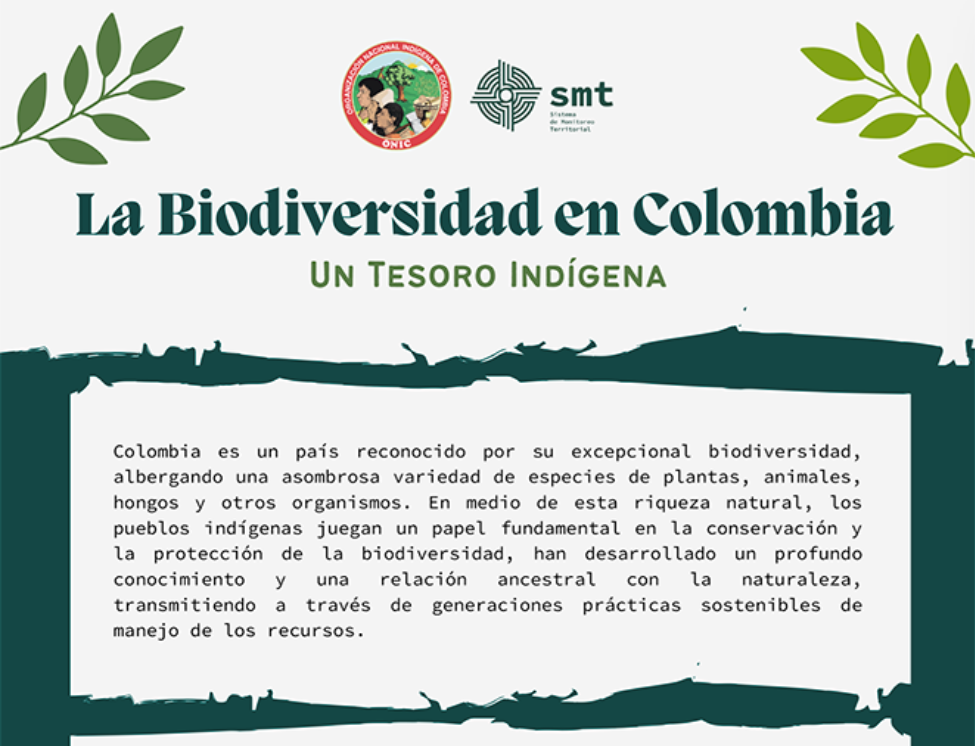 ORGANIZACIÓN NACIONAL INDÍGENA DE COLOMBIA
ONIC
smt
Sistema
de Monitoreo
Territorial
La Biodiversidad en Colombia
Un Tesoro Indígena
Colombia es un país reconocido por su excepcional biodiversidad,
albergando una asombrosa variedad de especies de plantas, animales,
hongos y otros organismos. En medio de esta riqueza natural, los
pueblos indígenas juegan un papel fundamental en la conservación y
la protección de la biodiversidad, han desarrollado un profundo
conocimiento y una relación ancestral con la naturaleza,
transmitiendo a través de generaciones prácticas sostenibles de
manejo de los recursos.